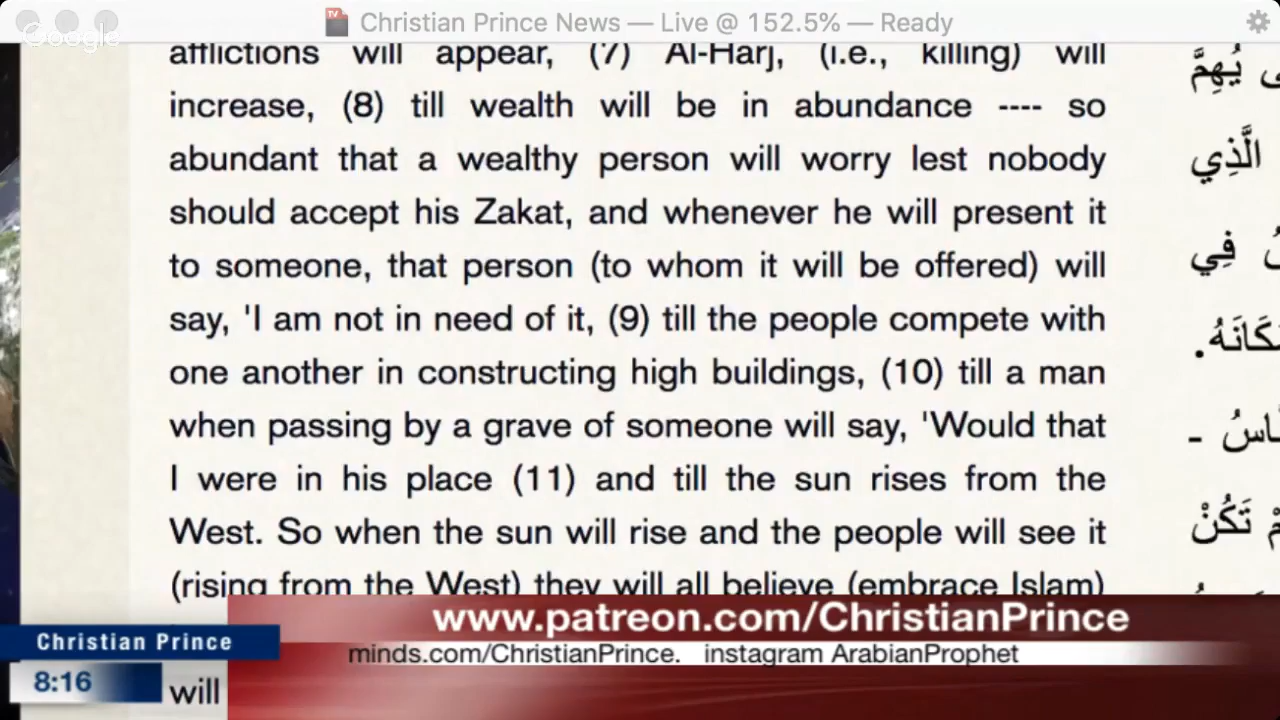 Christian Prince News — Live @ 152.5% — Ready
Google
afflictions will appear, (7) Al-Harj, (i.e., killing) will
increase, (8) till wealth will be in abundance ---- so
abundant that a wealthy person will worry lest nobody
should accept his Zakat, and whenever he will present it
to someone, that person (to whom it will be offered) will
say, 'I am not in need of it, (9) till the people compete with
one another in constructing high buildings, (10) till a man
when passing by a grave of someone will say, 'Would that
I were in his place (11) and till the sun rises from the
West. So when the sun will rise and the people will see it
(rising from the West) they will all believe (embrace Islam)
will
يُهِمَّ
الَّذِي
فِي
www.patreon.com/ChristianPrince
minds.com/ChristianPrince. instagram ArabianProphet
Christian Prince
8:16